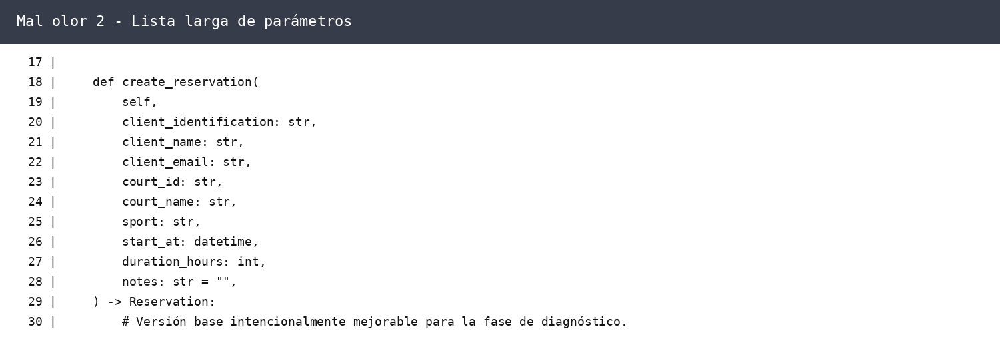 Mal olor 2 - Lista larga de parámetros
17 |
18 |     def create_reservation(
19 |         self,
20 |         client_identification: str,
21 |         client_name: str,
22 |         client_email: str,
23 |         court_id: str,
24 |         court_name: str,
25 |         sport: str,
26 |         start_at: datetime,
27 |         duration_hours: int,
28 |         notes: str = "",
29 |     ) -> Reservation:
30 |         # Versión base intencionalmente mejorable para la fase de diagnóstico.